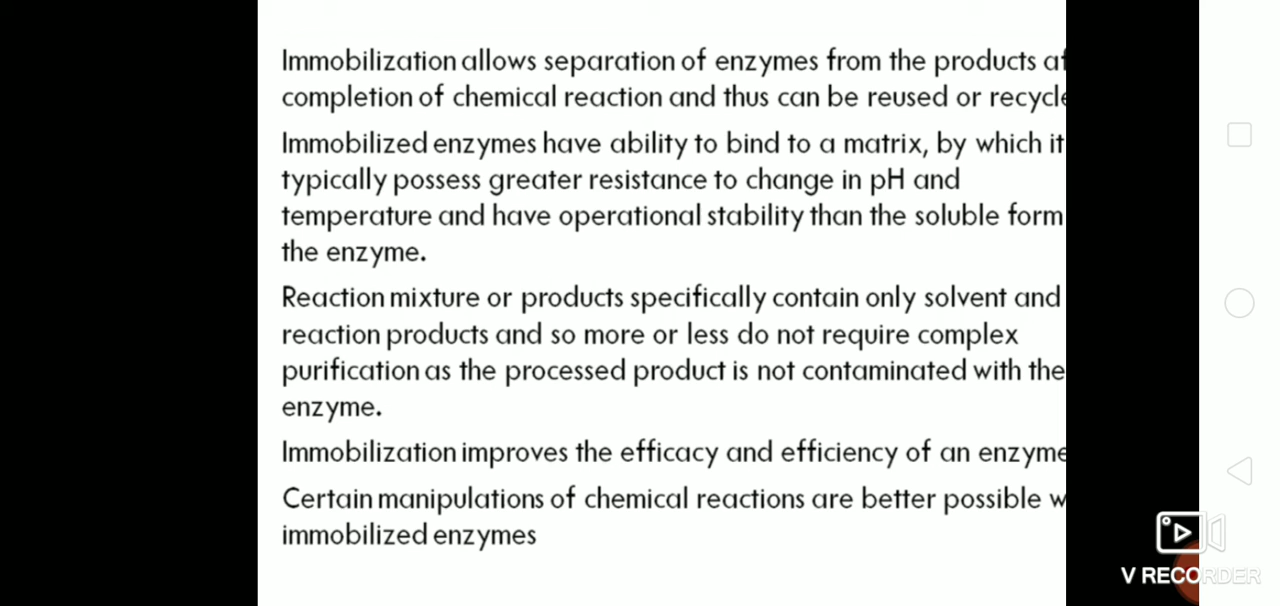 Immobilization allows separation of enzymes from the products
completion of chemical reaction and thus can be reused or
Immobilized enzymes have ability to bind to a matrix, by which it
typically possess greater resistance to change in pH and
temperature and have operational stability than the soluble form
the enzyme.
Reaction mixture or products specifically contain only solvent and
reaction products and so more or less do not require complex
purification as the processed product is not contaminated with the
enzyme.
Immobilization improves the efficacy and efficiency of an enzyme
Certain manipulations of chemical reactions are better possible
immobilized enzymes
V RECORDER